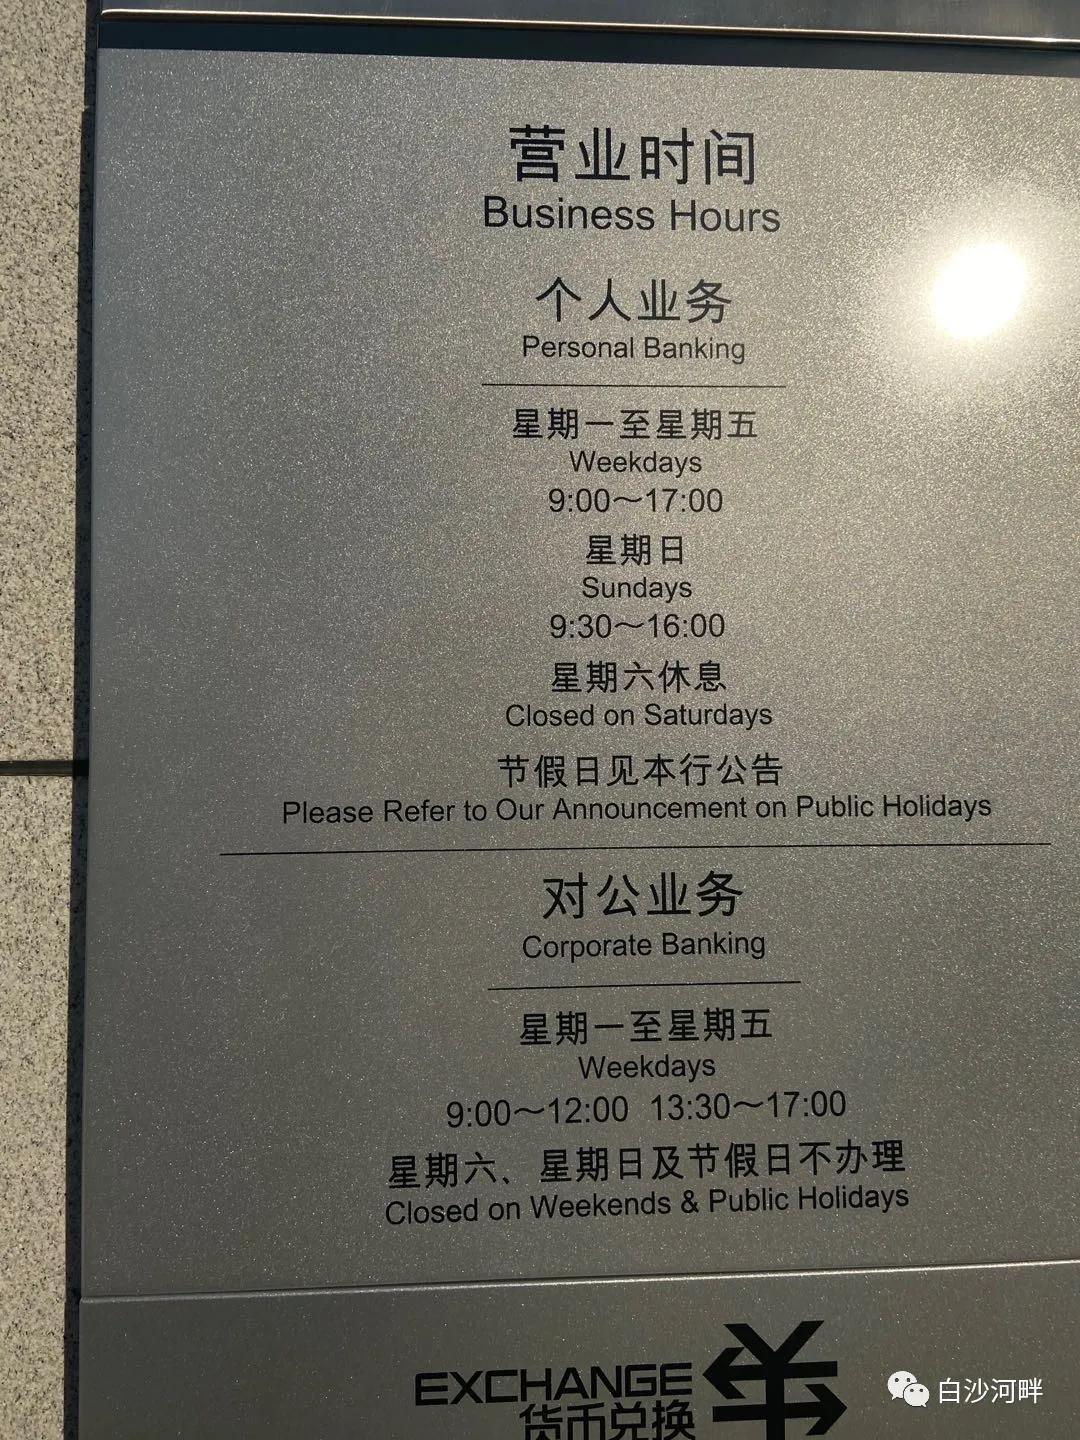 营业时间
Business Hours
个人业务
Personal Banking
星期一至星期五
Weekdays
9:00～17:00
星期日
Sundays
9:30～16:00
星期六休息
Closed on Saturdays
节假日见本行公告
Please Refer to Our Announcement on Public Holidays
对公业务
Corporate Banking
星期一至星期五
Weekdays
9:00～12:00 13:30～17:00
星期六、星期日及节假日不办理
Closed on Weekends & Public Holidays
EXCHANGE
货币兑换
白沙河畔